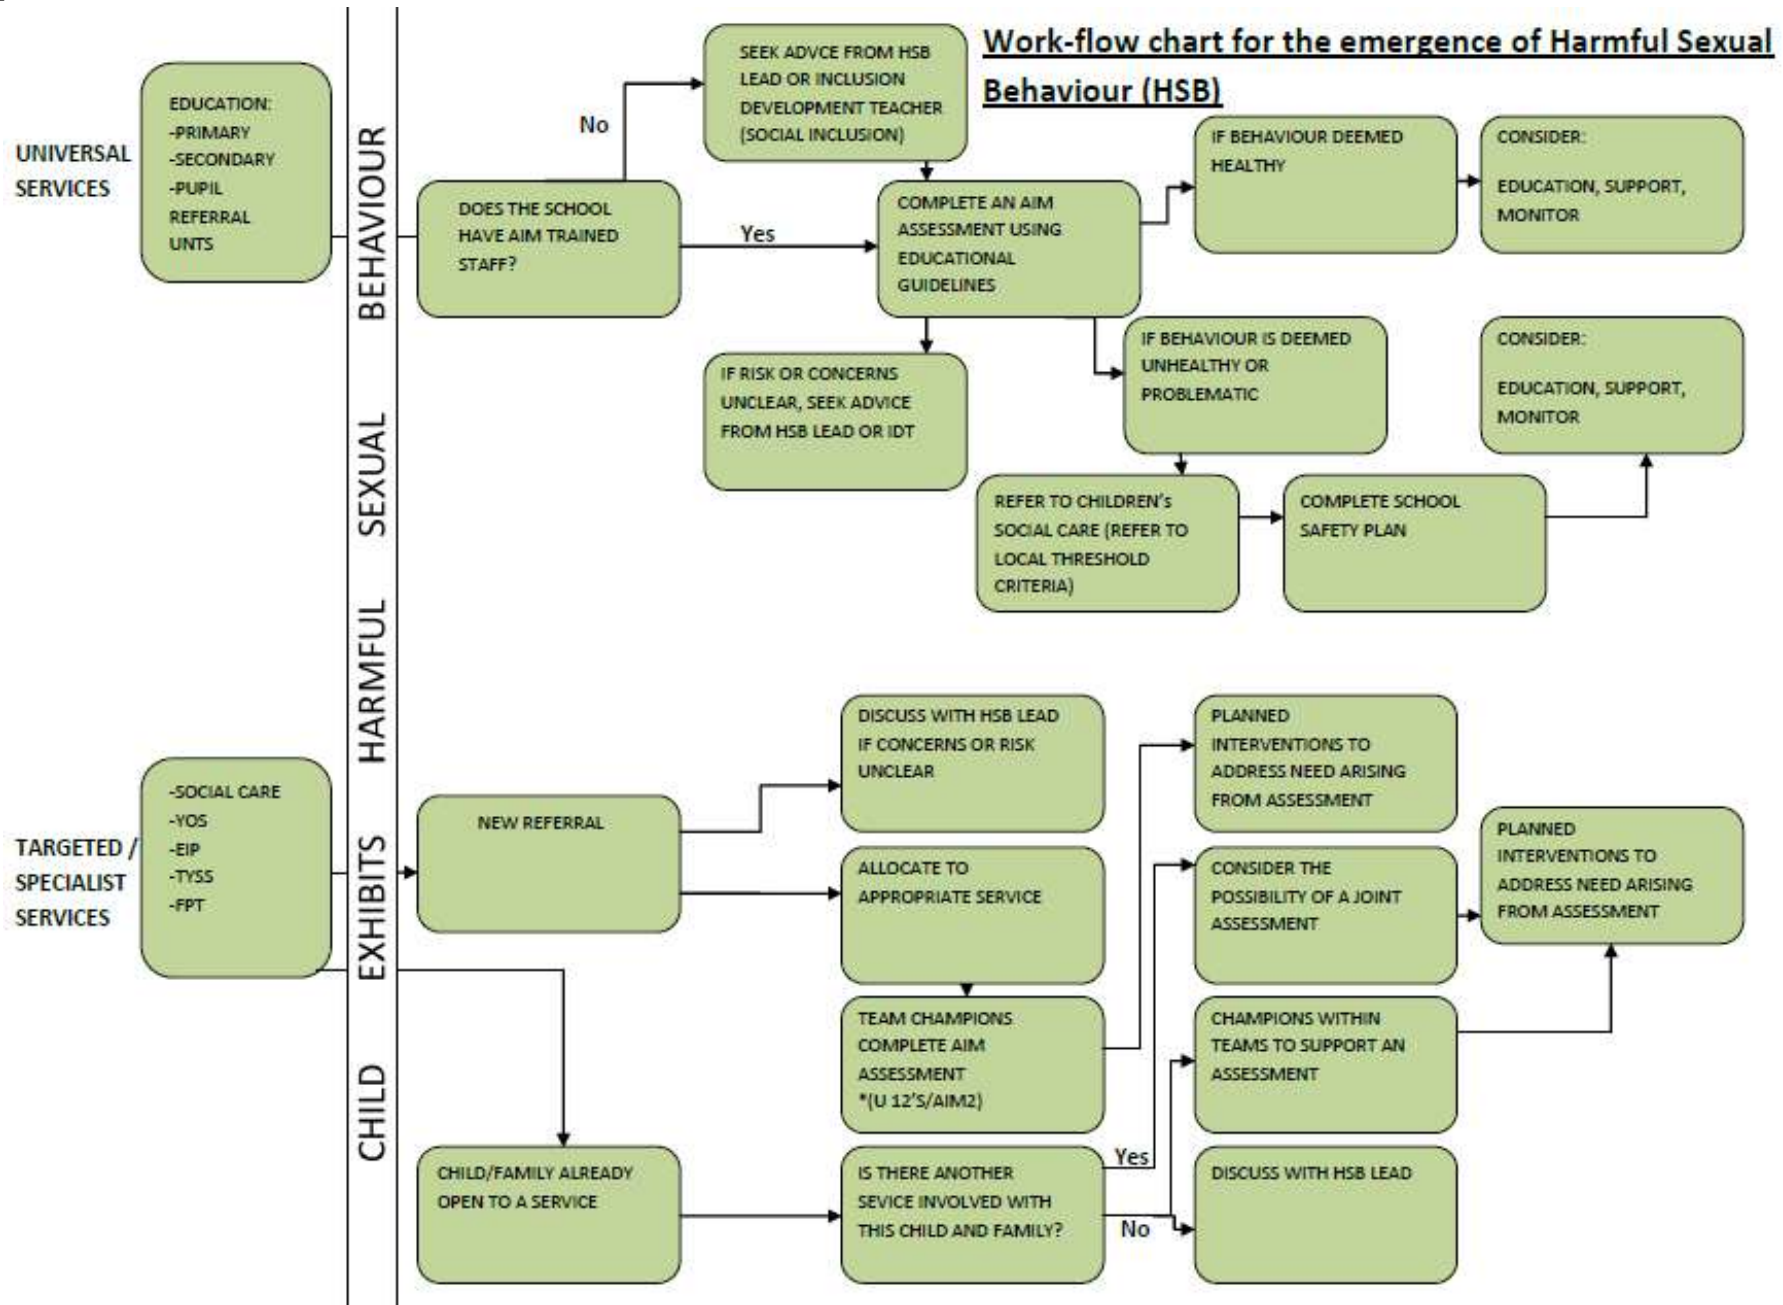 Work-flow chart for the emergence of Harmful Sexual
Behaviour (HSB)
UNIVERSAL
SERVICES
EDUCATION:
-PRIMARY
-SECONDARY
-PUPIL
REFERRAL
UNTS
CHILD EXHIBITS HARMFUL SEXUAL BEHAVIOUR
DOES THE SCHOOL
HAVE AIM TRAINED
STAFF?
No
SEEK ADVCE FROM HSB
LEAD OR INCLUSION
DEVELOPMENT TEACHER
(SOCIAL INCLUSION)
Yes
COMPLETE AN AIM
ASSESSMENT USING
EDUCATIONAL
GUIDELINES
IF BEHAVIOUR DEEMED
HEALTHY
CONSIDER:
EDUCATION, SUPPORT,
MONITOR
IF RISK OR CONCERNS
UNCLEAR, SEEK ADVICE
FROM HSB LEAD OR IDT
IF BEHAVIOUR IS DEEMED
UNHEALTHY OR
PROBLEMATIC
CONSIDER:
EDUCATION, SUPPORT,
MONITOR
REFER TO CHILDREN's
SOCIAL CARE (REFER TO
LOCAL THRESHOLD
CRITERIA)
COMPLETE SCHOOL
SAFETY PLAN
TARGETED /
SPECIALIST
SERVICES
-SOCIAL CARE
-YOS
-EIP
-TYSS
-FPT
NEW REFERRAL
DISCUSS WITH HSB LEAD
IF CONCERNS OR RISK
UNCLEAR
PLANNED
INTERVENTIONS TO
ADDRESS NEED ARISING
FROM ASSESSMENT
ALLOCATE TO
APPROPRIATE SERVICE
CONSIDER THE
POSSIBILITY OF A JOINT
ASSESSMENT
PLANNED
INTERVENTIONS TO
ADDRESS NEED ARISING
FROM ASSESSMENT
TEAM CHAMPIONS
COMPLETE AIM
ASSESSMENT
*(U 12'S/AIM2)
CHAMPIONS WITHIN
TEAMS TO SUPPORT AN
ASSESSMENT
CHILD/FAMILY ALREADY
OPEN TO A SERVICE
IS THERE ANOTHER
SEVICE INVOLVED WITH
THIS CHILD AND FAMILY?
Yes
No
DISCUSS WITH HSB LEAD